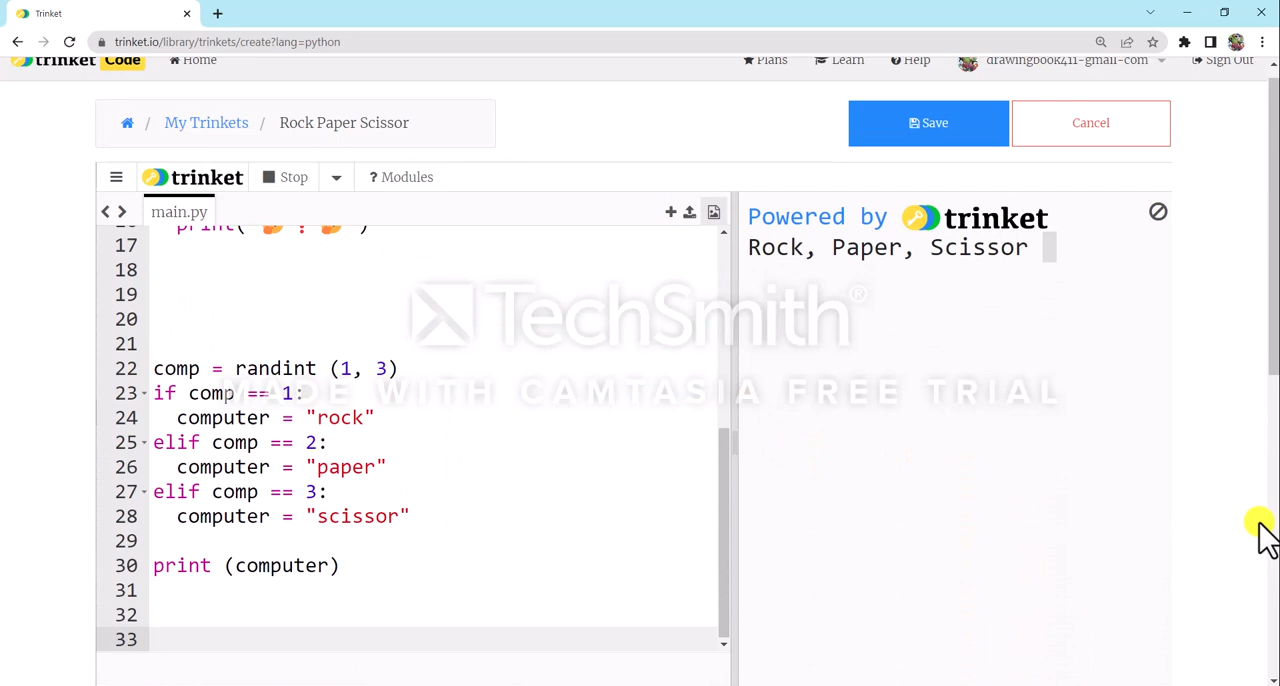 Trinket
trinket.io/library/trinkets/create?lang=python
trinket Code Home Plans Learn Help drawingbook411-gmail-com Sign Out
/ My Trinkets / Rock Paper Scissor Save Cancel
trinket Stop ? Modules
main.py
Powered by trinket
Rock, Paper, Scissor
17
18
19
20
21
22 comp = randint (1, 3)
23 if comp == 1:
24 computer = "rock"
25 elif comp == 2:
26 computer = "paper"
27 elif comp == 3:
28 computer = "scissor"
29
30 print (computer)
31
32
33
TechSmith®
MADE WITH CAMTASIA FREE TRIAL